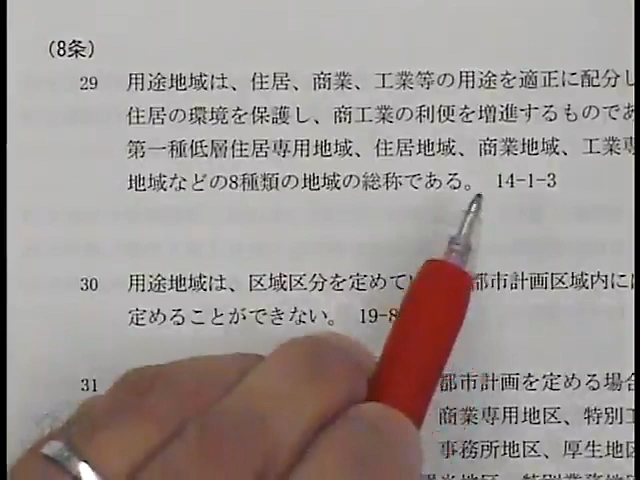 （8条）
29 用途地域は、住居、商業、工業等の用途を適正に配分し
住居の環境を保護し、商工業の利便を増進するものであ
第一種低層住居専用地域、住居地域、商業地域、工業専
地域などの8種類の地域の総称である。 14-1-3
30 用途地域は、区域区分を定めて 都市計画区域内に
定めることができない。 19-8
31 都市計画を定める場合
商業専用地区、特別工
事務所地区、厚生地区